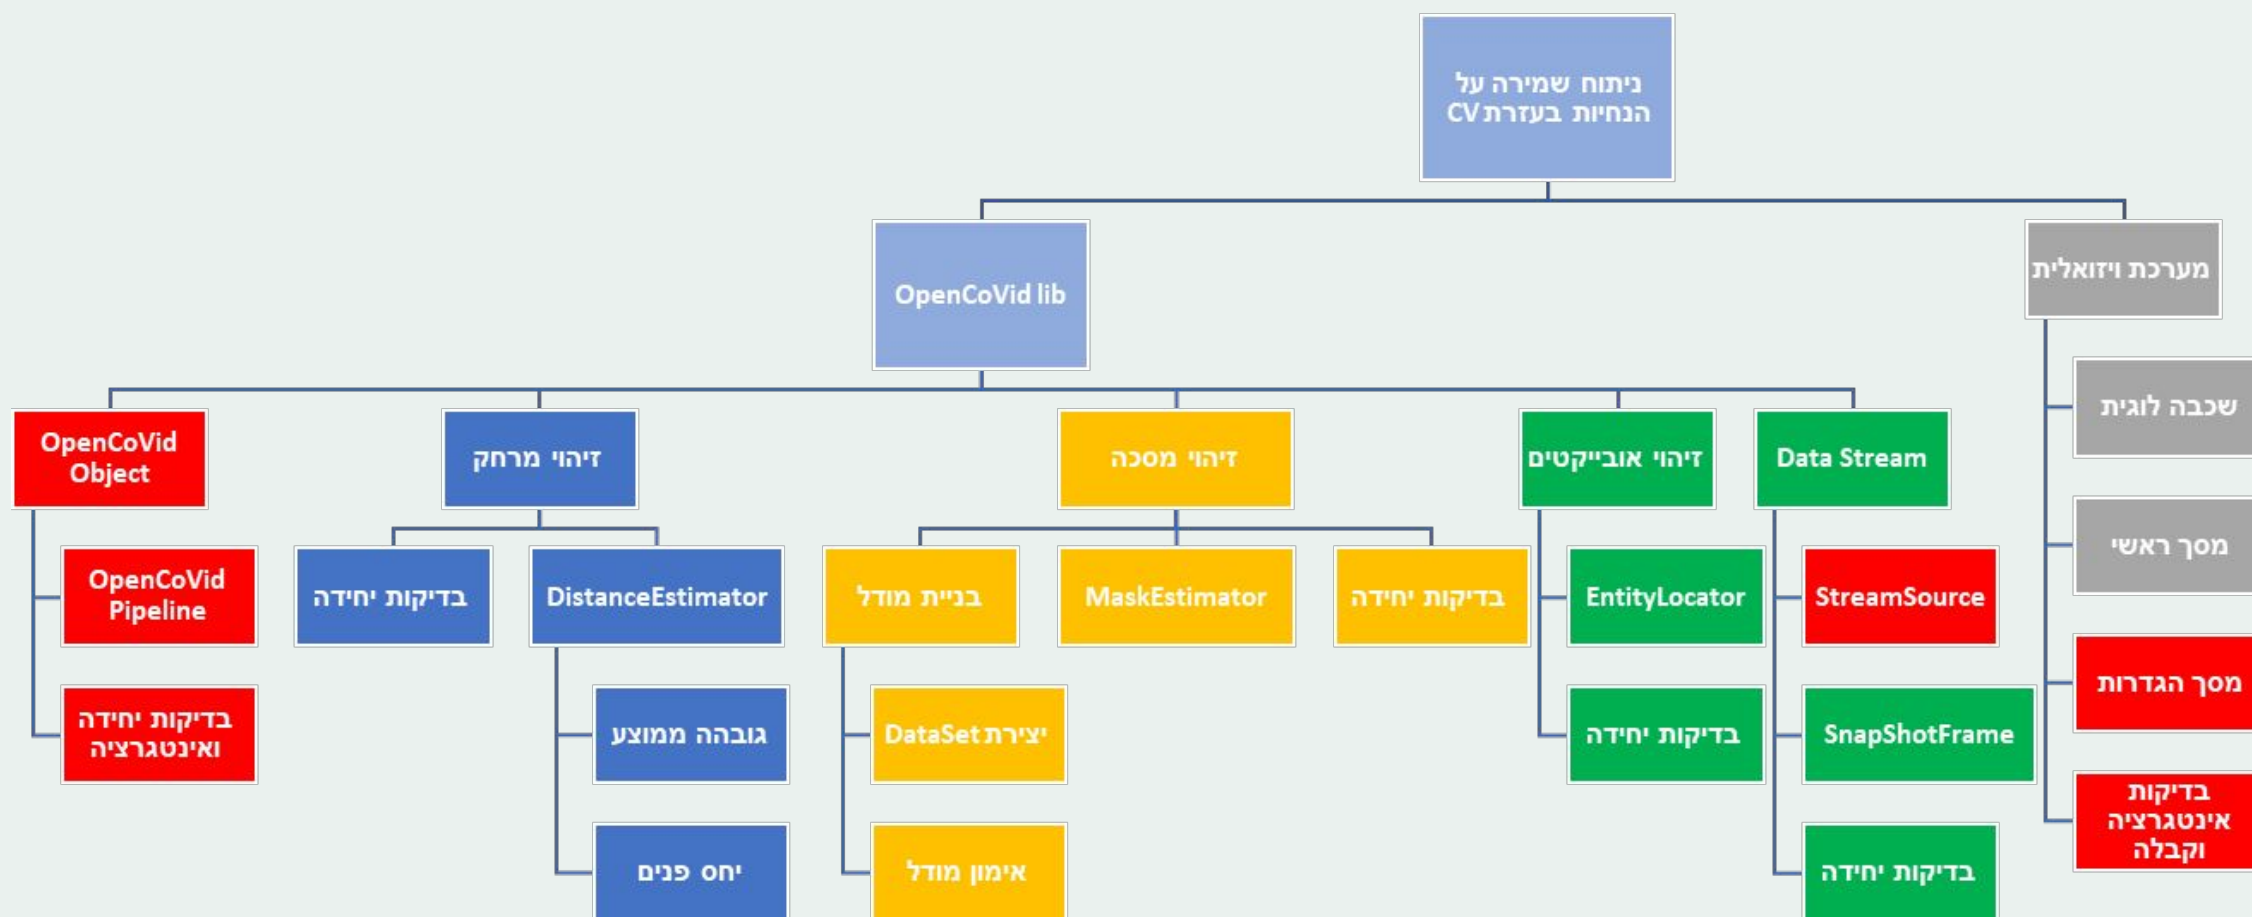 ניתוח שמירה על
הנחיות בעזרת CV
OpenCoVid lib
מערכת ויזואלית
שכבה לוגית
מסך ראשי
מסך הגדרות
בדיקות
אינטגרציה
וקבלה
OpenCoVid
Object
OpenCoVid
Pipeline
בדיקות יחידה
ואינטגרציה
זיהוי מרחק
בדיקות יחידה
DistanceEstimator
גובהה ממוצע
יחס פנים
זיהוי מסכה
בניית מודל
יצירת DataSet
אימון מודל
MaskEstimator
בדיקות יחידה
זיהוי אובייקטים
EntityLocator
בדיקות יחידה
Data Stream
StreamSource
SnapShotFrame
בדיקות יחידה